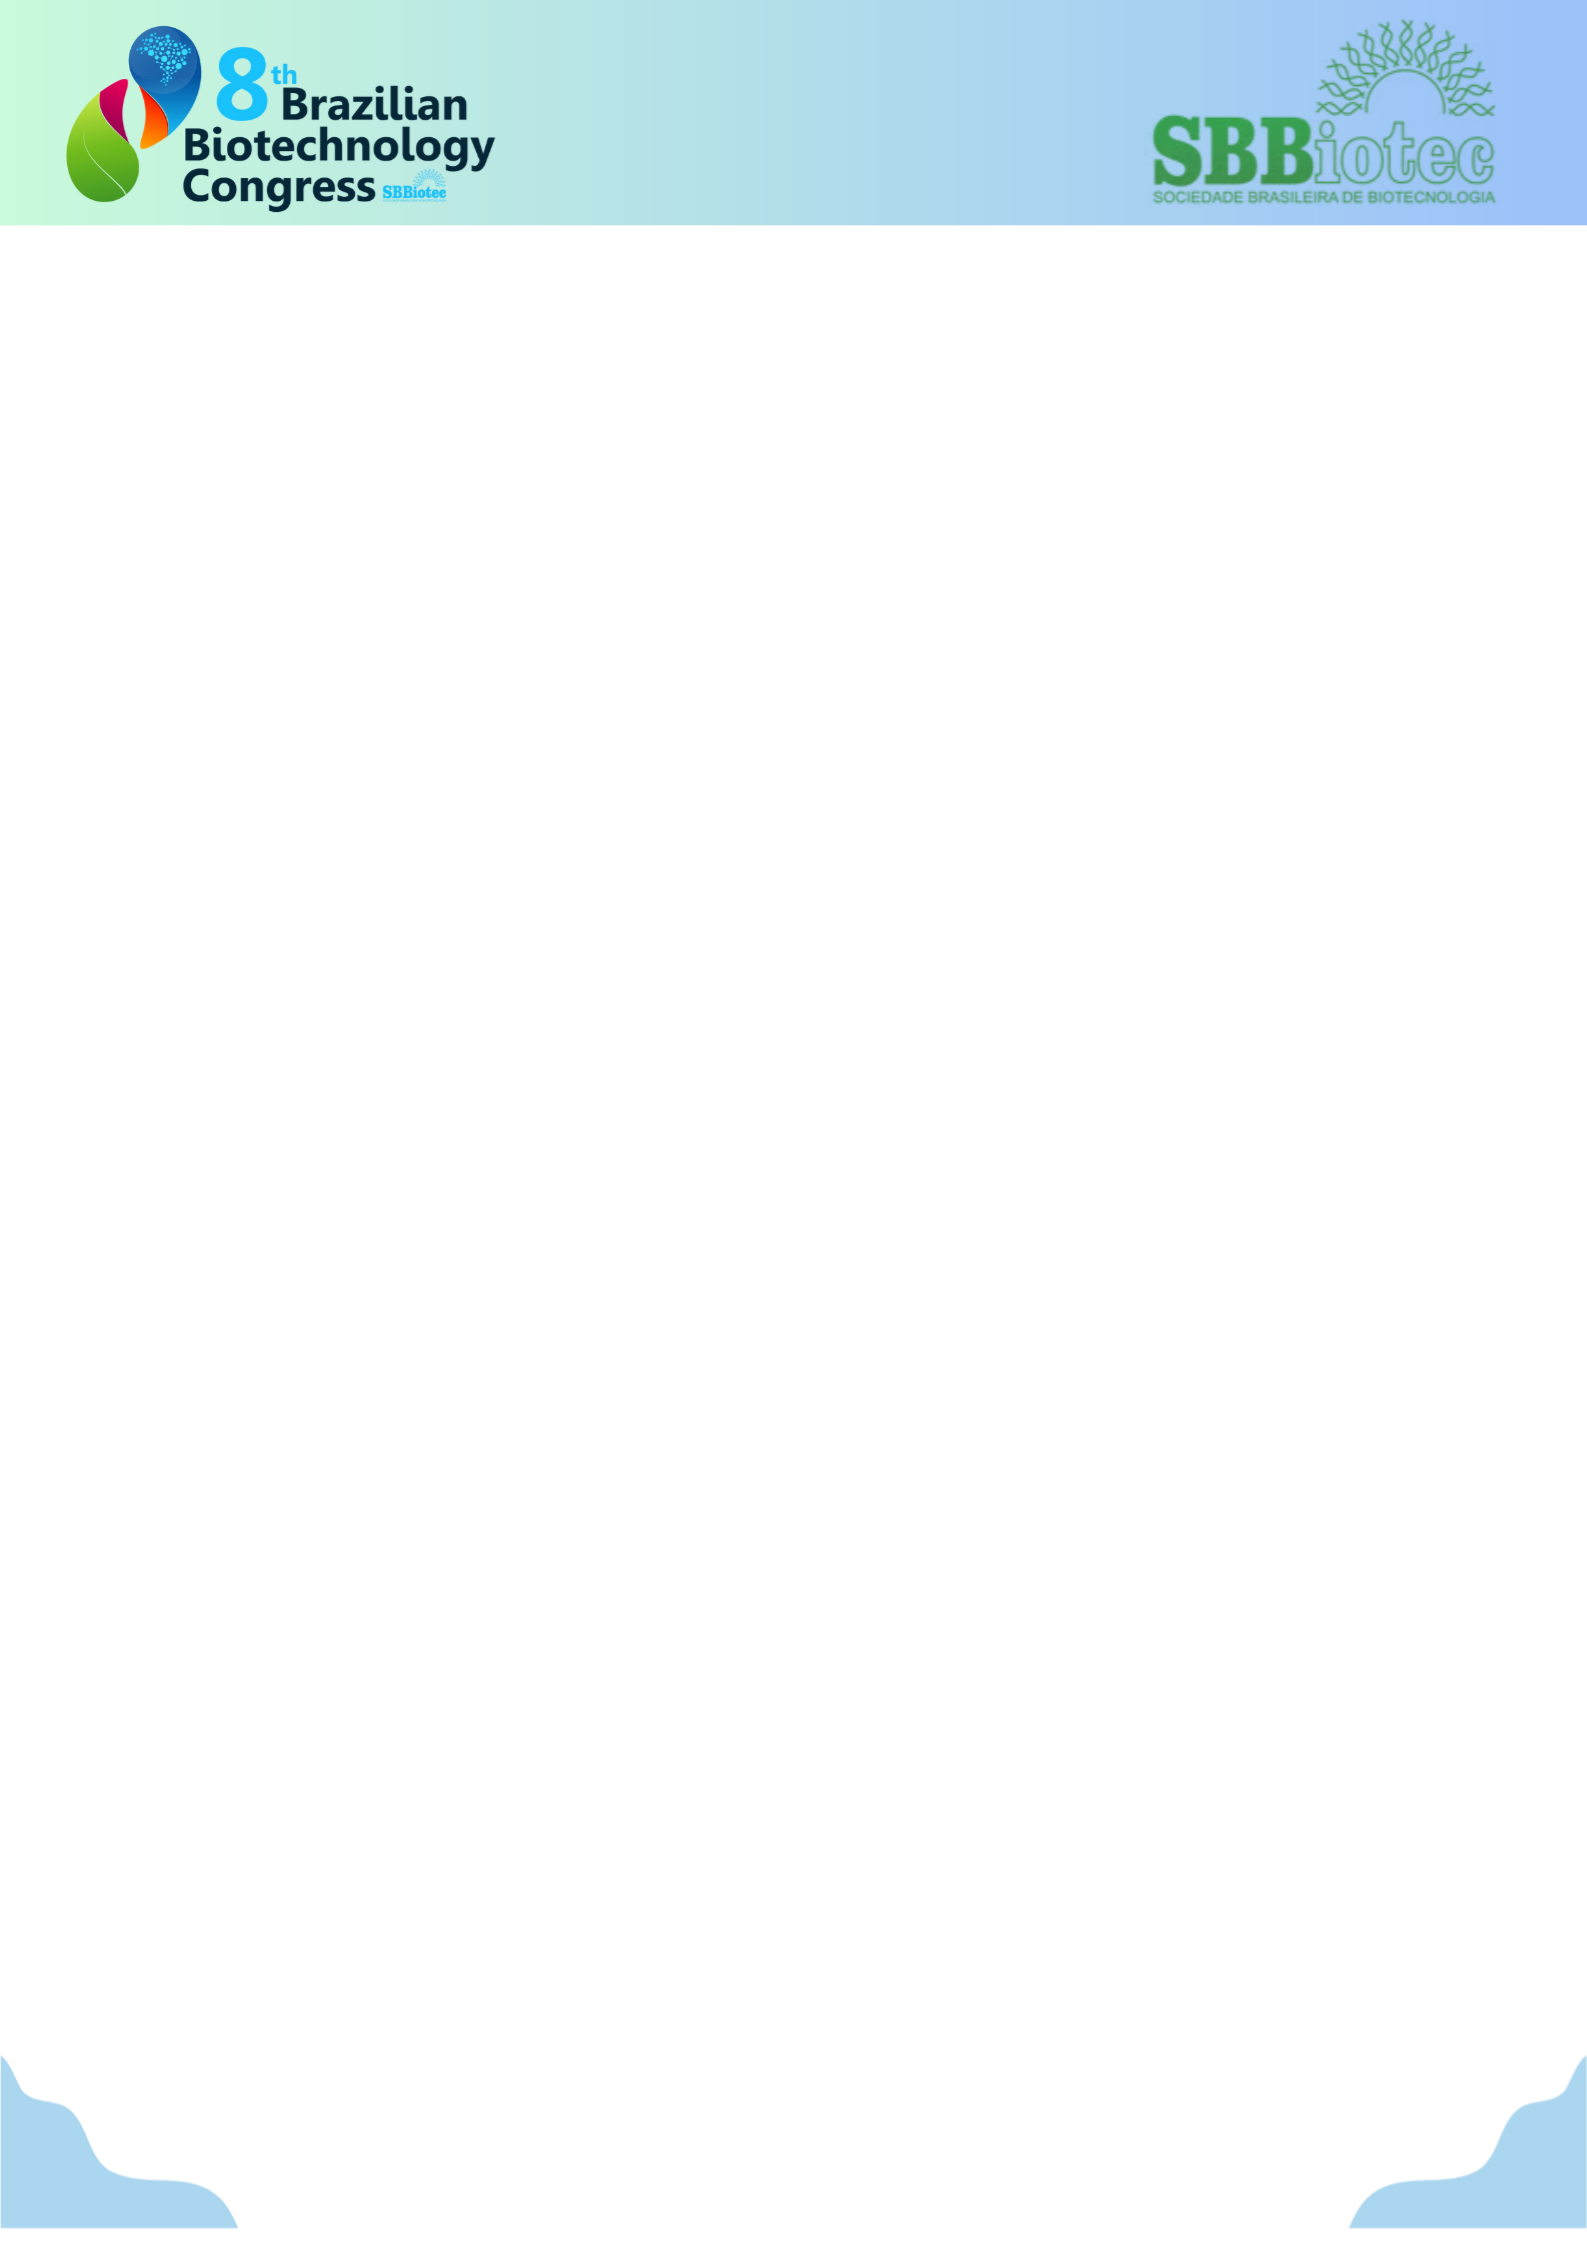 8th
Brazilian
Biotechnology
Congress SBBiotec
SBBiotec
SOCIEDADE BRASILEIRA DE BIOTECNOLOGIA